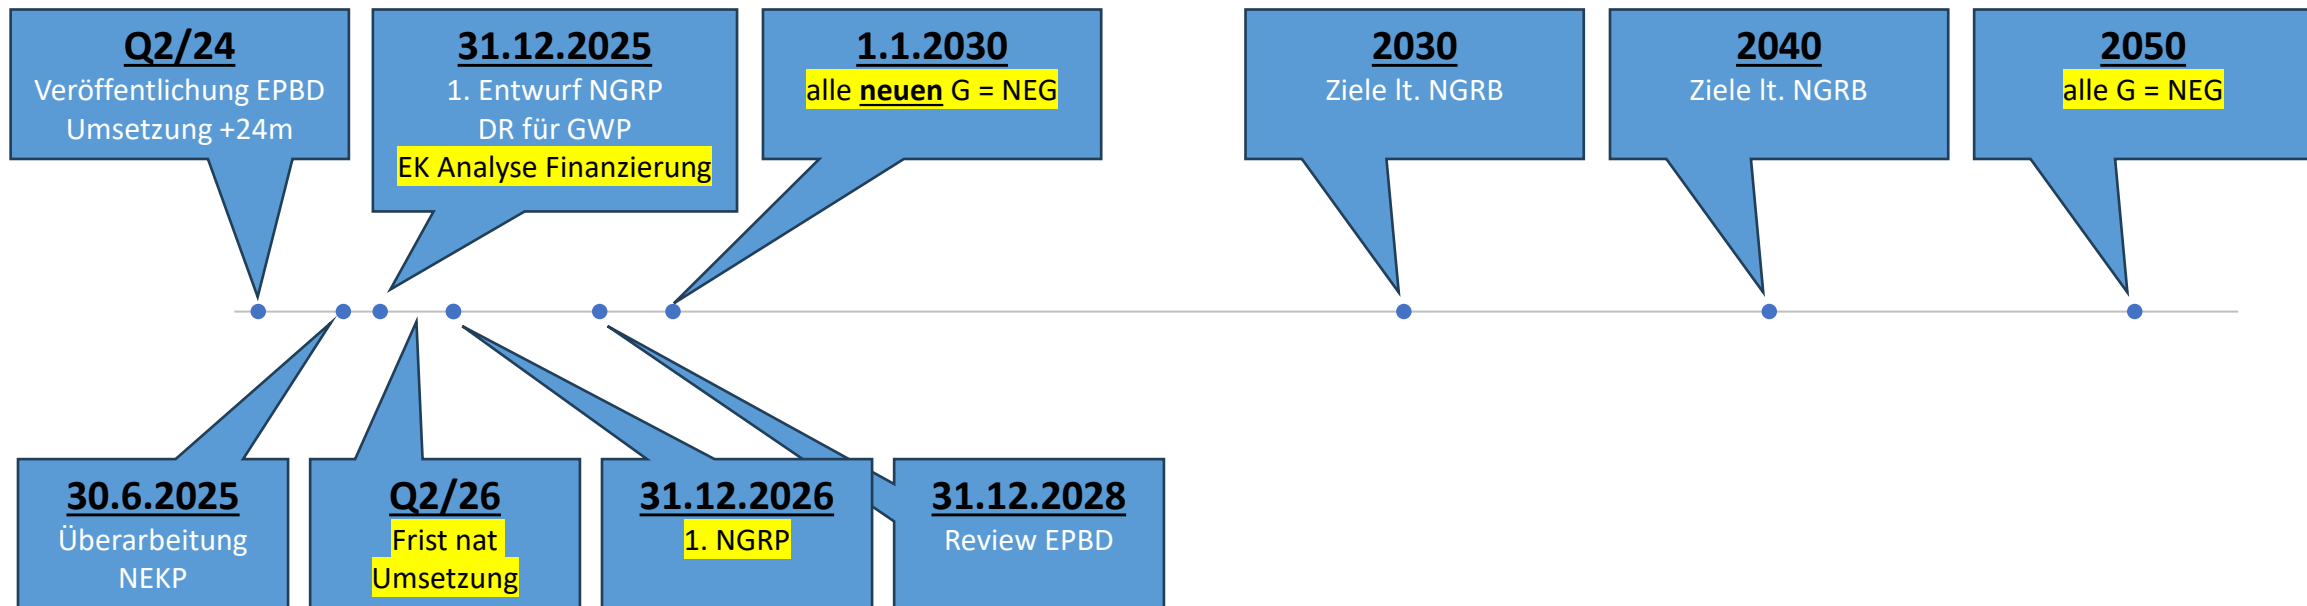 Q2/24
Veröffentlichung EPBD
Umsetzung +24m
31.12.2025
1. Entwurf NGRP
DR für GWP
EK Analyse Finanzierung
1.1.2030
alle neuen G = NEG
2030
Ziele lt. NGRB
2040
Ziele lt. NGRB
2050
alle G = NEG
30.6.2025
Überarbeitung
NEKP
Q2/26
Frist nat
Umsetzung
31.12.2026
1. NGRP
31.12.2028
Review EPBD